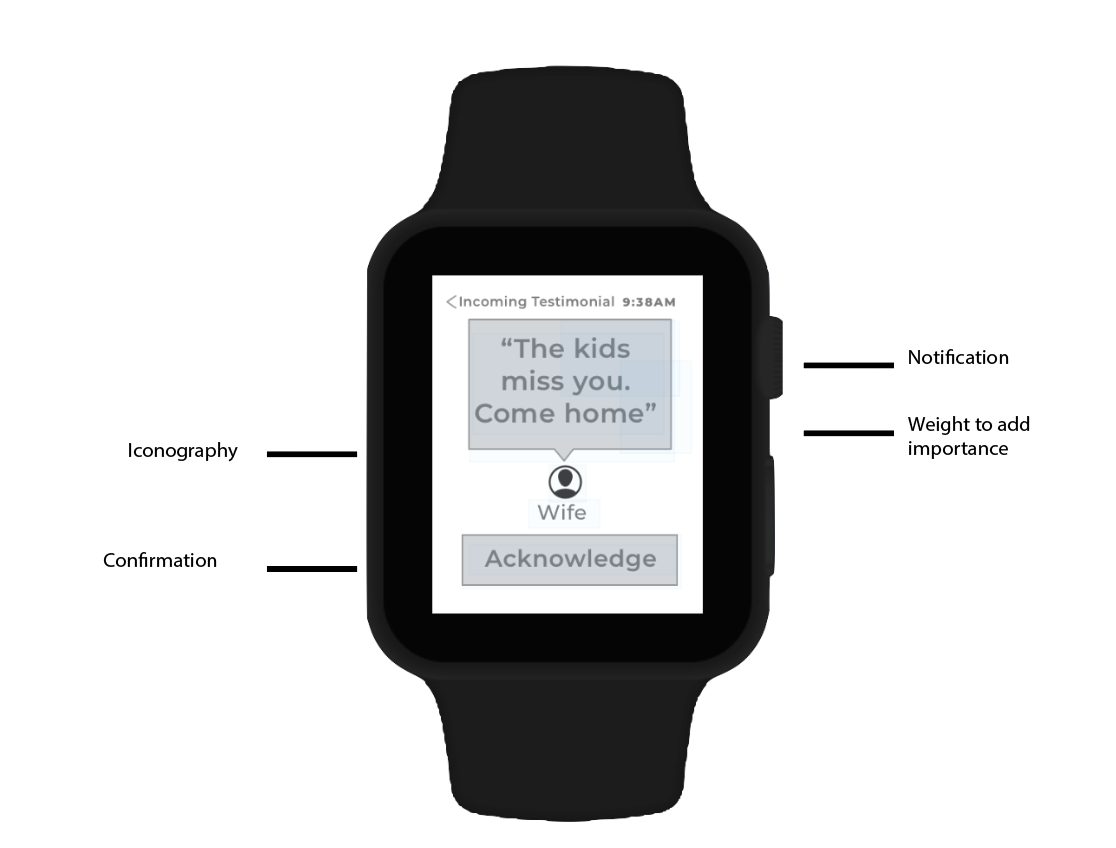 < Incoming Testimonial 9:38AM
“The kids
miss you.
Come home”
Wife
Acknowledge
Notification
Weight to add
importance
Iconography
Confirmation